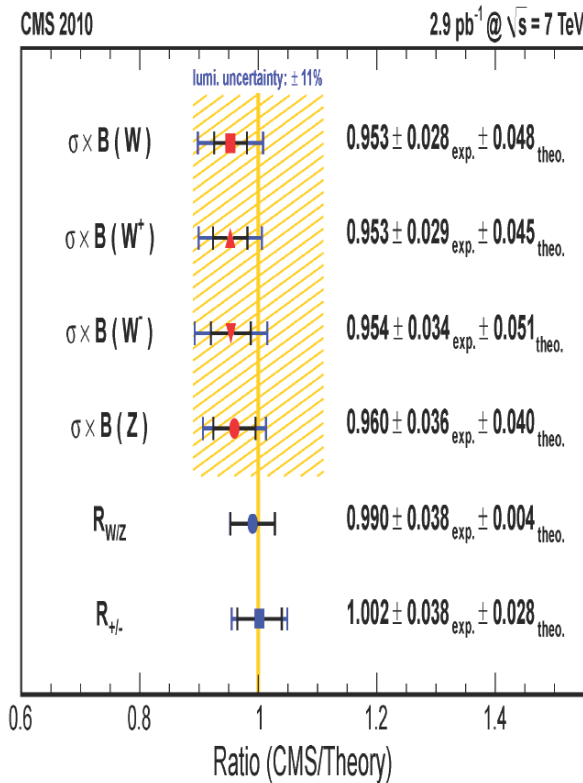 CMS 2010 2.9 pb⁻¹ @ √s = 7 TeV
lumi. uncertainty: ± 11%
σ × B ( W ) 0.953 ± 0.028 exp. ± 0.048 theo.
σ × B ( W⁺ ) 0.953 ± 0.029 exp. ± 0.045 theo.
σ × B ( W⁻ ) 0.954 ± 0.034 exp. ± 0.051 theo.
σ × B ( Z ) 0.960 ± 0.036 exp. ± 0.040 theo.
R W/Z 0.990 ± 0.038 exp. ± 0.004 theo.
R +/- 1.002 ± 0.038 exp. ± 0.028 theo.
0.6 0.8 1 1.2 1.4
Ratio (CMS/Theory)